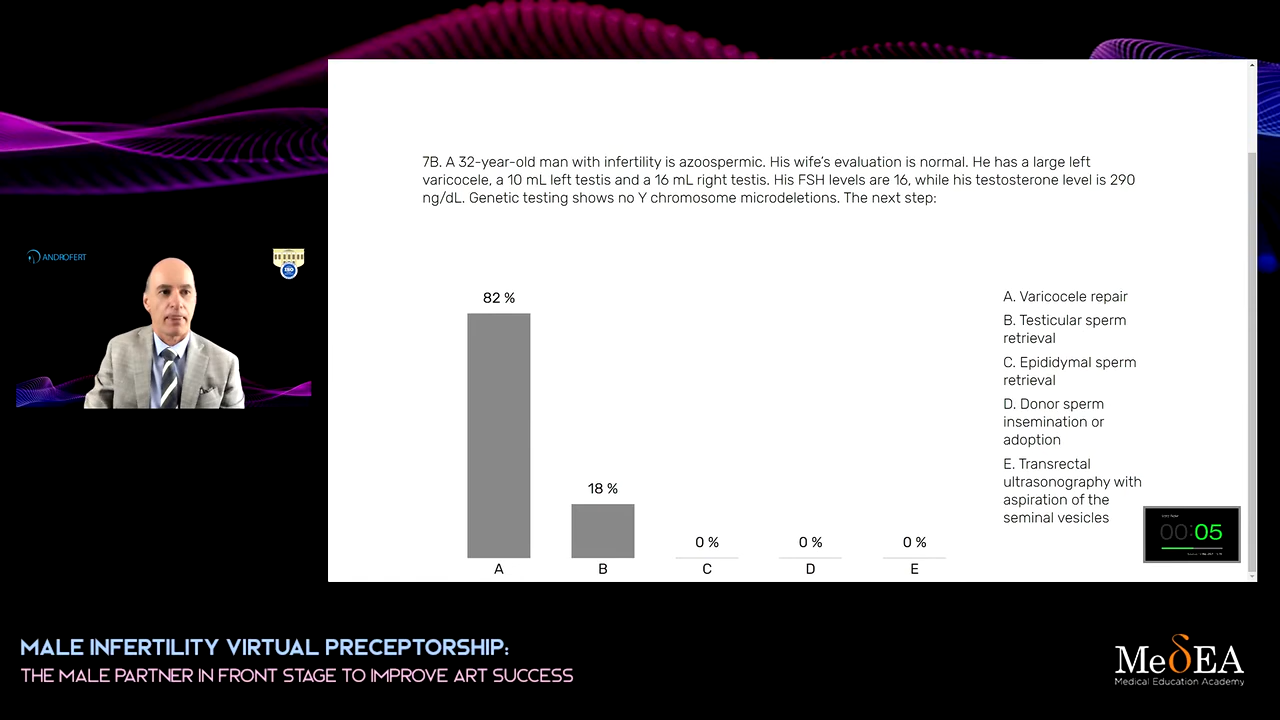 7B. A 32-year-old man with infertility is azoospermic. His wife's evaluation is normal. He has a large left
varicocele, a 10 mL left testis and a 16 mL right testis. His FSH levels are 16, while his testosterone level is 290
ng/dL. Genetic testing shows no Y chromosome microdeletions. The next step:
ANDROFERT
ISO
82 %
18 %
0 %
0 %
0 %
A
B
C
D
E
A. Varicocele repair
B. Testicular sperm
retrieval
C. Epididymal sperm
retrieval
D. Donor sperm
insemination or
adoption
E. Transrectal
ultrasonography with
aspiration of the
seminal vesicles
00:05
MALE INFERTILITY VIRTUAL PRECEPTORSHIP:
THE MALE PARTNER IN FRONT STAGE TO IMPROVE ART SUCCESS
MeδEA
Medical Education Academy